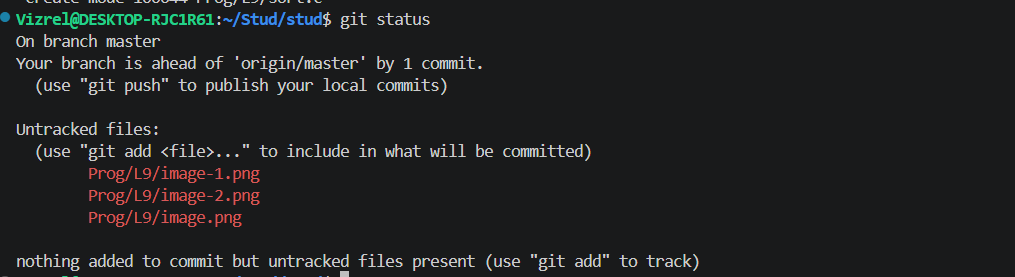 Vizrel@DESKTOP-RJC1R61:~/Stud/stud$ git status
On branch master
Your branch is ahead of 'origin/master' by 1 commit.
  (use "git push" to publish your local commits)

Untracked files:
  (use "git add <file>..." to include in what will be committed)
        Prog/L9/image-1.png
        Prog/L9/image-2.png
        Prog/L9/image.png

nothing added to commit but untracked files present (use "git add" to track)